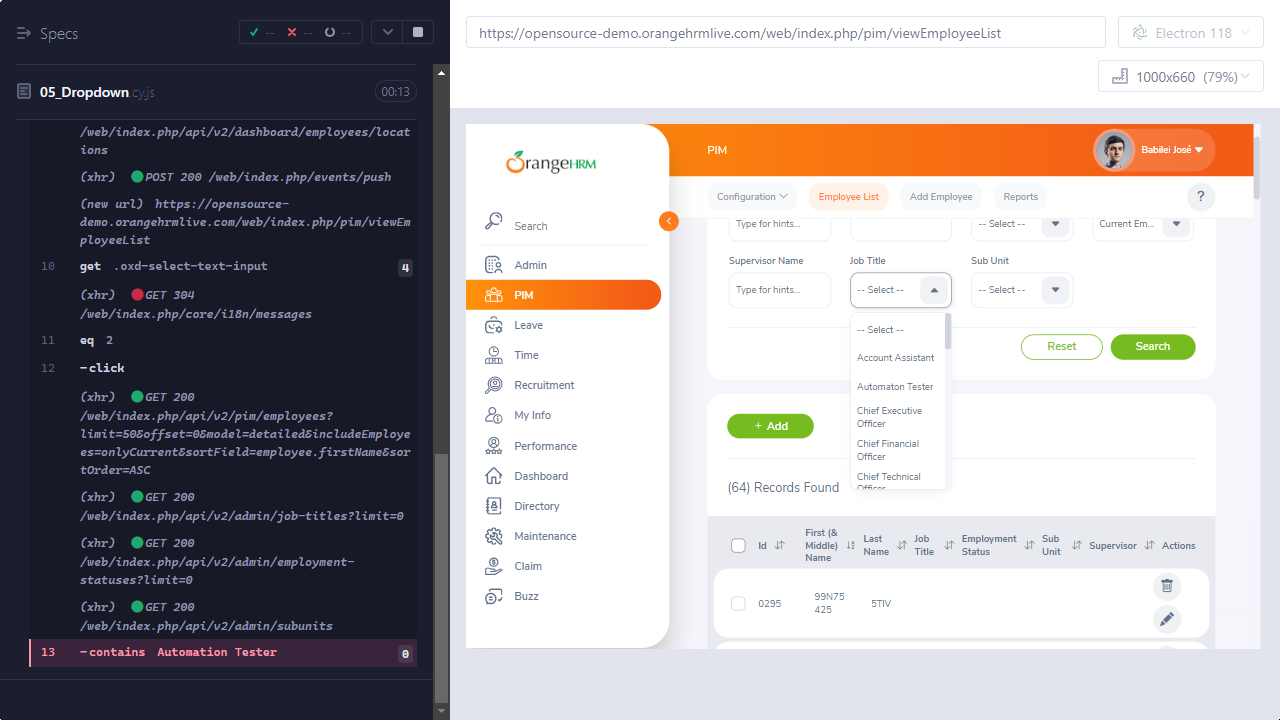 Specs
--
--
--
05_Dropdown.cy.js
00:13
/web/index.php/api/v2/dashboard/employees/locat
ions
(xhr) POST 200 /web/index.php/events/push
(new url) https://opensource-
demo.orangehrmlive.com/web/index.php/pim/viewEm
ployeeList
10 get .oxd-select-text-input 4
(xhr) GET 304
/web/index.php/core/i18n/messages
11 eq 2
12 -click
(xhr) GET 200
/web/index.php/api/v2/pim/employees?
limit=50&offset=0&model=detailed&includeEmploye
es=onlyCurrent&sortField=employee.firstName&sor
tOrder=ASC
(xhr) GET 200
/web/index.php/api/v2/admin/job-titles?limit=0
(xhr) GET 200
/web/index.php/api/v2/admin/employment-
statuses?limit=0
(xhr) GET 200
/web/index.php/api/v2/admin/subunits
13 -contains Automation Tester 0
https://opensource-demo.orangehrmlive.com/web/index.php/pim/viewEmployeeList
Electron 118
1000x660 (79%)
OrangeHRM
Search
Admin
PIM
Leave
Time
Recruitment
My Info
Performance
Dashboard
Directory
Maintenance
Claim
Buzz
PIM
Babilei José
Configuration
Employee List
Add Employee
Reports
?
Type for hints...
-- Select --
Current Em...
Supervisor Name
Job Title
Sub Unit
Type for hints...
-- Select --
-- Select --
-- Select --
Account Assistant
Automaton Tester
Chief Executive
Officer
Chief Financial
Officer
Chief Technical
Officer
Reset
Search
+ Add
(64) Records Found
Id
First (&
Middle)
Name
Last
Name
Job
Title
Employment
Status
Sub
Unit
Supervisor
Actions
0295
99N75
425
5TIV